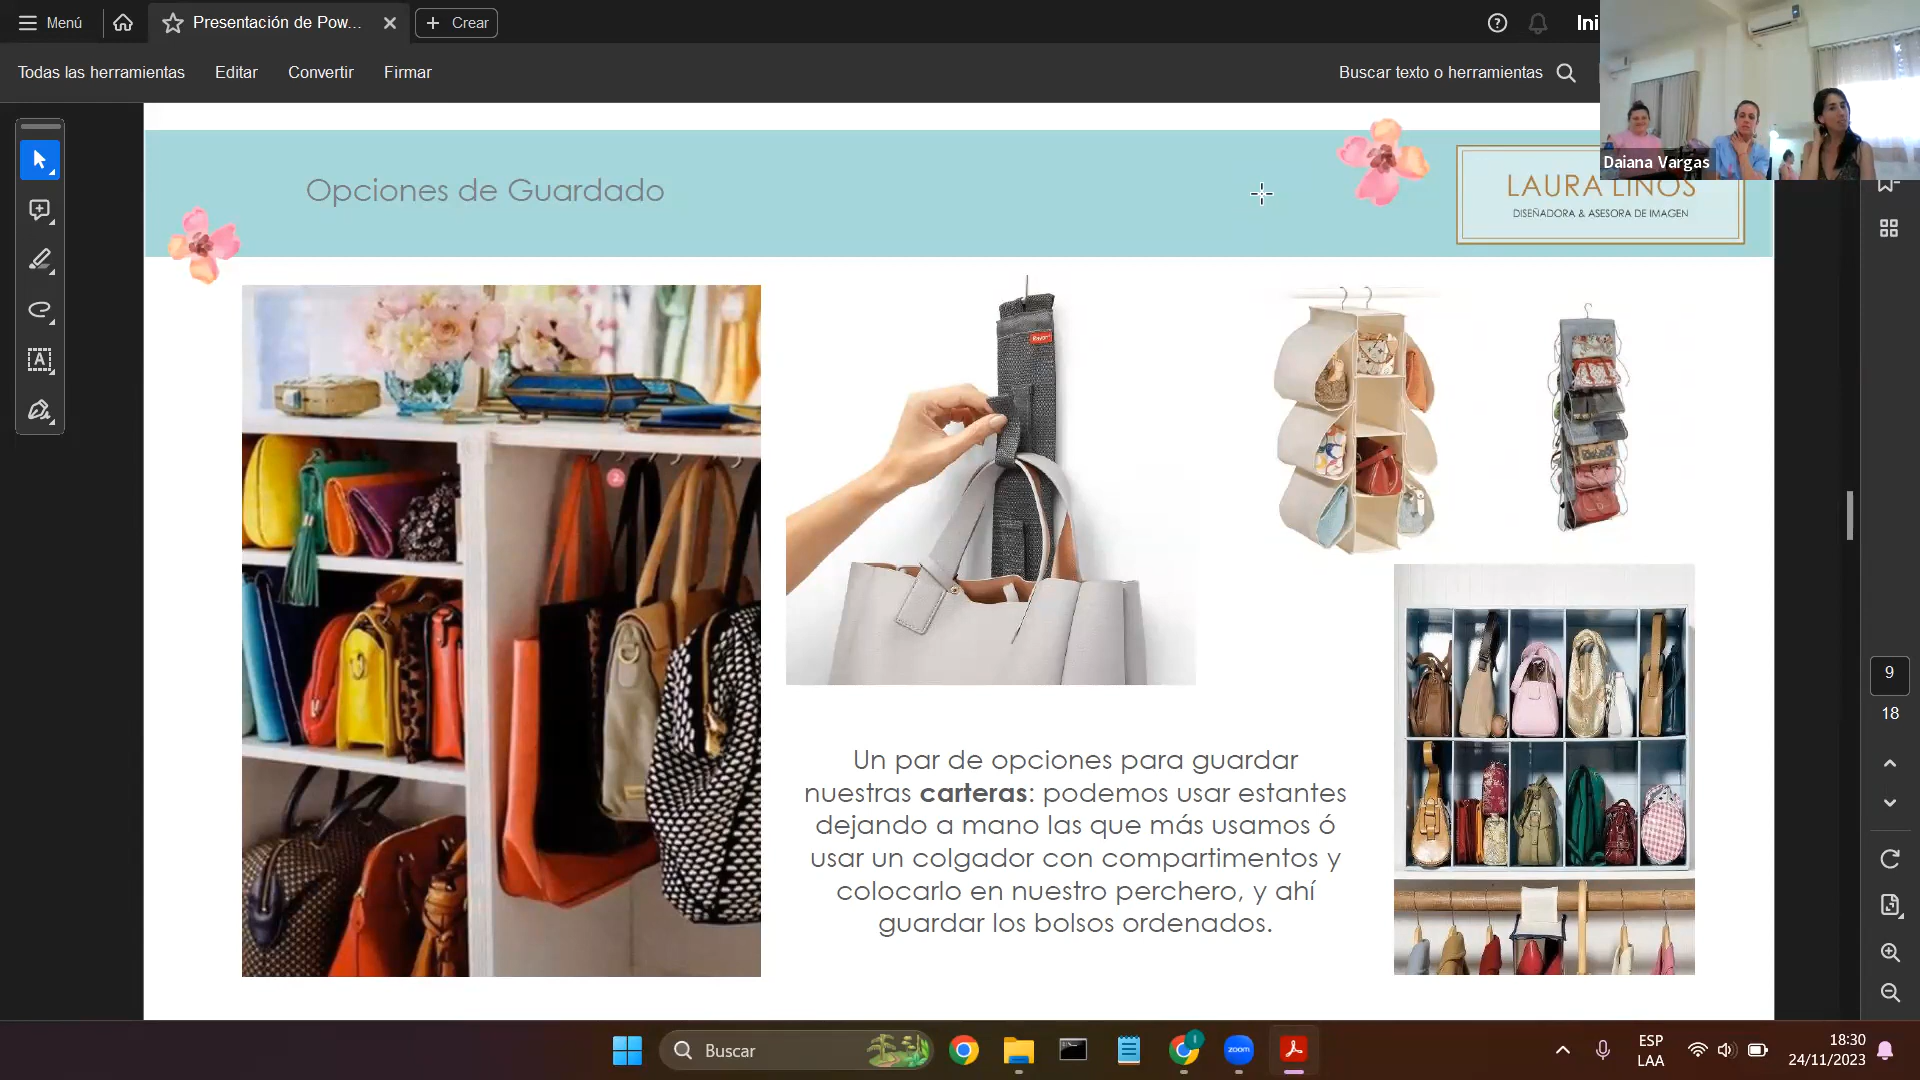 Menú
Presentación de Pow...
Crear
Ini
Todas las herramientas
Editar
Convertir
Firmar
Buscar texto o herramientas
Daiana Vargas
Opciones de Guardado
LAURA LINOS
DISEÑADORA & ASESORA DE IMAGEN
Un par de opciones para guardar
nuestras carteras: podemos usar estantes
dejando a mano las que más usamos ó
usar un colgador con compartimentos y
colocarlo en nuestro perchero, y ahí
guardar los bolsos ordenados.
9
18
Buscar
zoom
ESP
LAA
18:30
24/11/2023